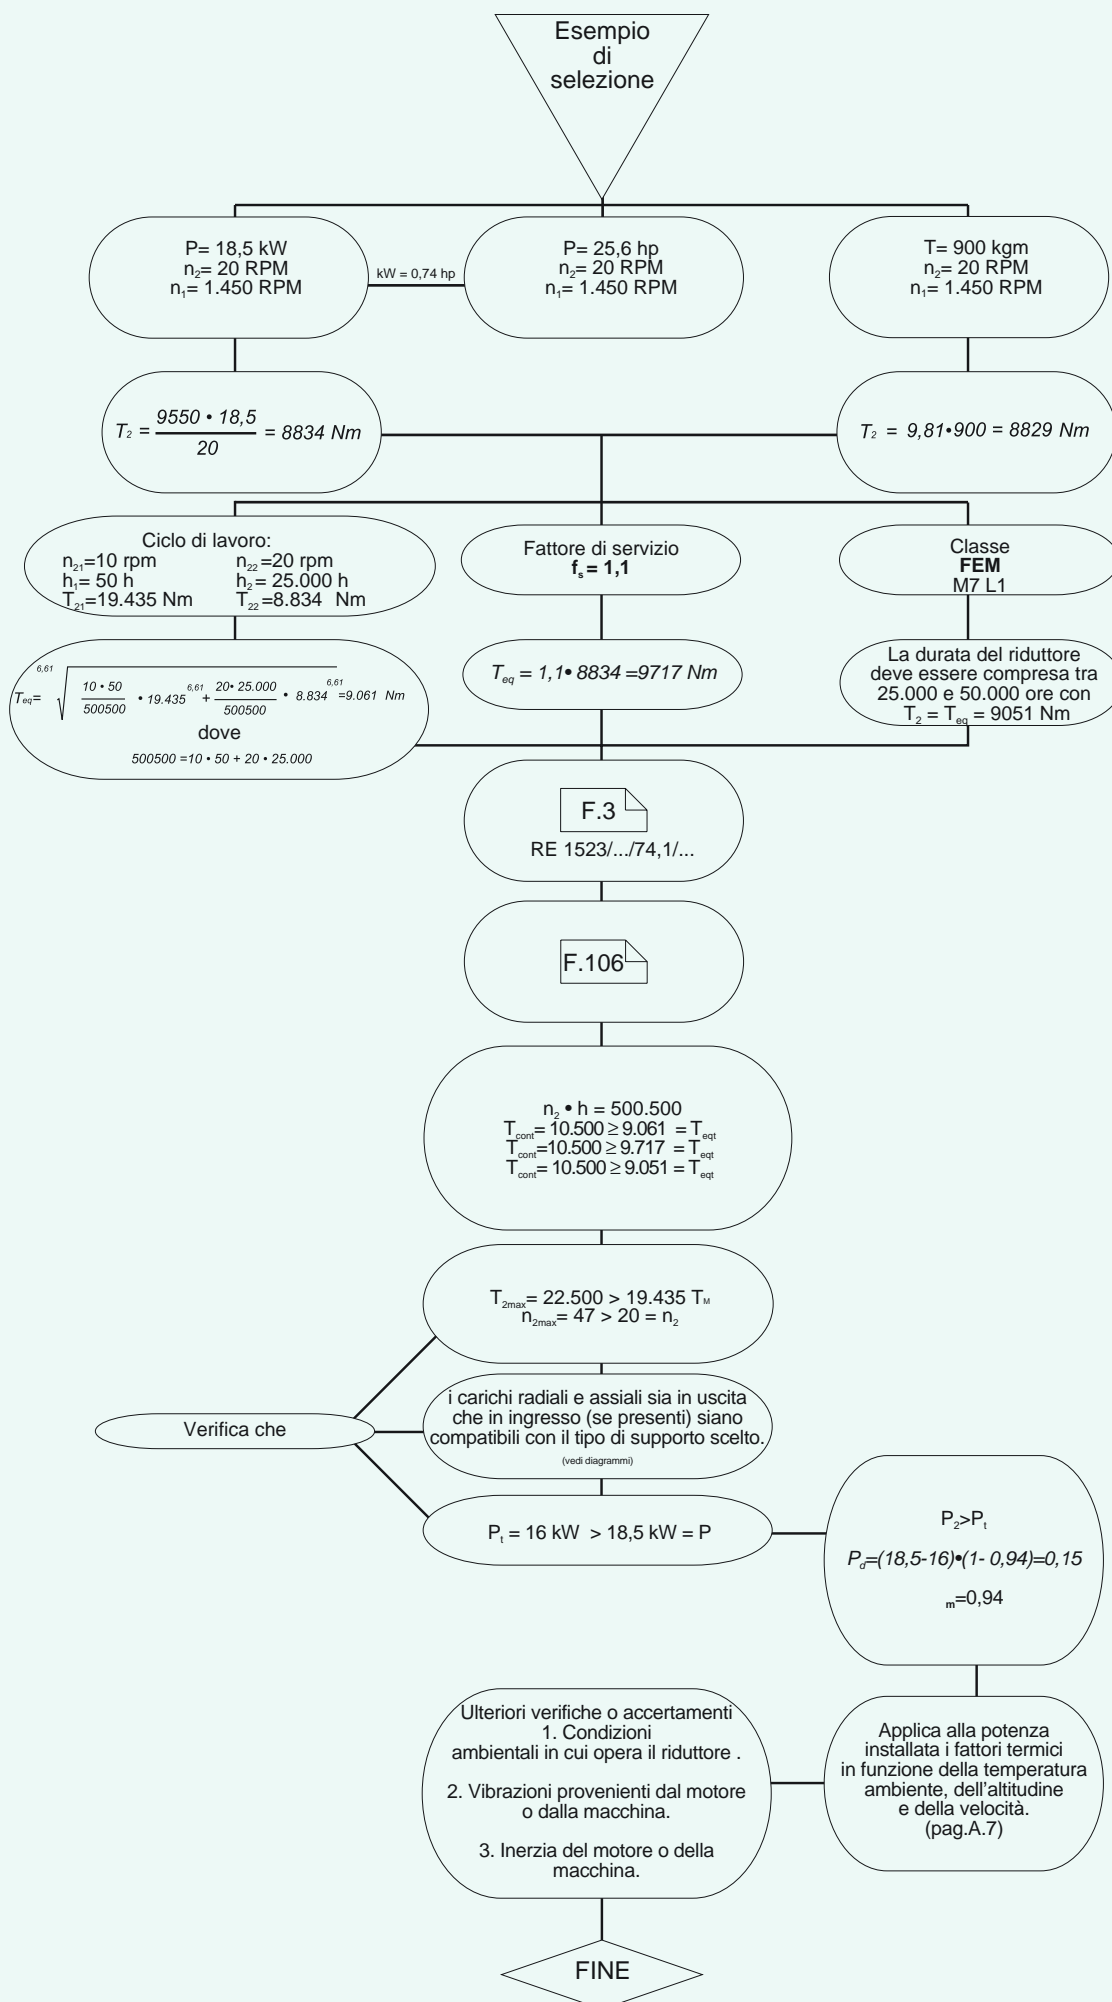 Esempio
di
selezione
P= 18,5 kW
n₂= 20 RPM
n₁= 1.450 RPM
kW = 0,74 hp
P= 25,6 hp
n₂= 20 RPM
n₁= 1.450 RPM
T= 900 kgm
n₂= 20 RPM
n₁= 1.450 RPM
T₂ = 9550 • 18,5 / 20 = 8834 Nm
T₂ = 9,81•900 = 8829 Nm
Ciclo di lavoro:
n₂₁=10 rpm n₂₂=20 rpm
h₁= 50 h h₂= 25.000 h
T₂₁=19.435 Nm T₂₂=8.834 Nm
Fattore di servizio
fₛ= 1,1
Classe
FEM
M7 L1
Teq= 6,61 √ 10 • 50 / 500500 • 19.435 6,61 + 20• 25.000 / 500500 • 8.834 6,61 =9.061 Nm
dove
500500 =10 • 50 + 20 • 25.000
Teq = 1,1• 8834 =9717 Nm
La durata del riduttore
deve essere compresa tra
25.000 e 50.000 ore con
T₂ = Teq = 9051 Nm
F.3
RE 1523/.../74,1/...
F.106
n₂ • h = 500.500
Tcont= 10.500 ≥ 9.061 = Teqt
Tcont=10.500 ≥ 9.717 = Teqt
Tcont= 10.500 ≥ 9.051 = Teqt
T2max= 22.500 > 19.435 TM
n2max= 47 > 20 = n₂
Verifica che
i carichi radiali e assiali sia in uscita
che in ingresso (se presenti) siano
compatibili con il tipo di supporto scelto.
(vedi diagrammi)
Pt = 16 kW > 18,5 kW = P
P₂>Pt
Pd=(18,5-16)•(1- 0,94)=0,15
m=0,94
Applica alla potenza
installata i fattori termici
in funzione della temperatura
ambiente, dell'altitudine
e della velocità.
(pag.A.7)
Ulteriori verifiche o accertamenti
1. Condizioni
ambientali in cui opera il riduttore .
2. Vibrazioni provenienti dal motore
o dalla macchina.
3. Inerzia del motore o della
macchina.
FINE